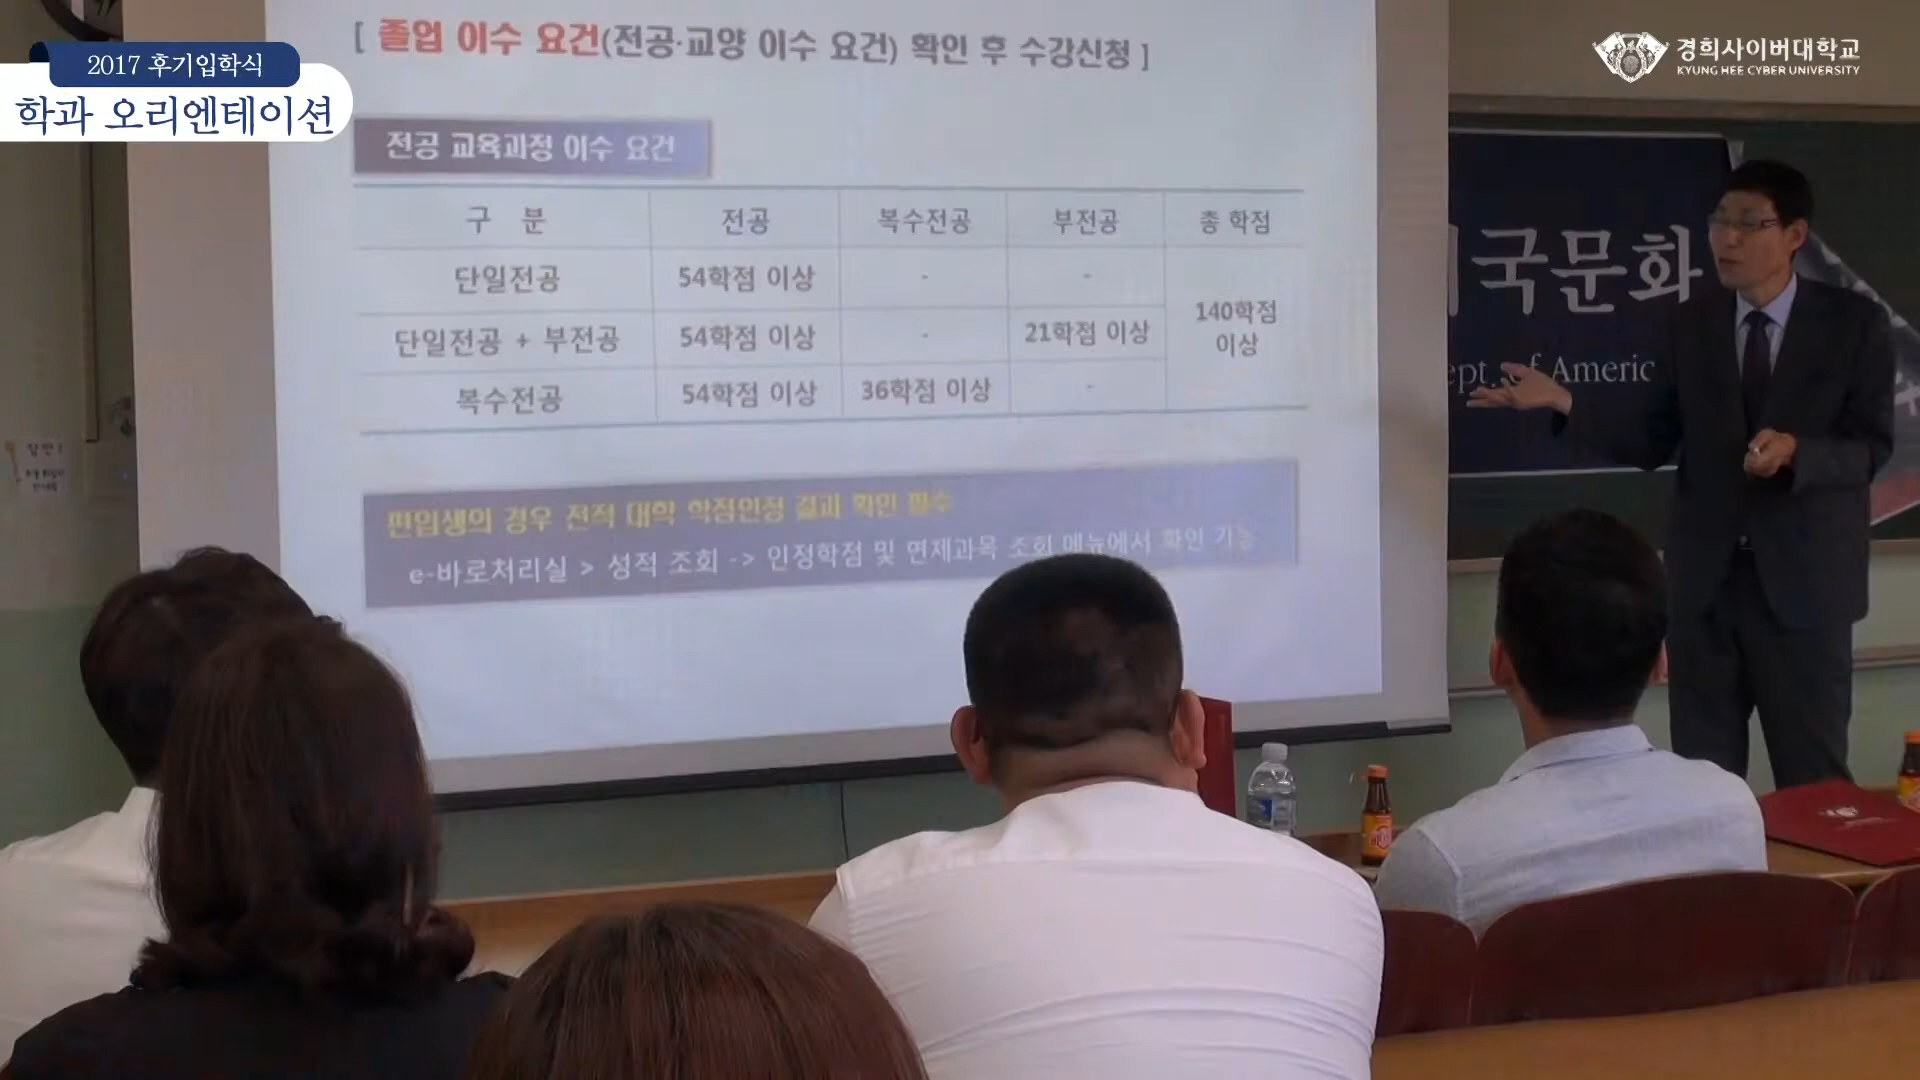 2017 후기입학식
학과 오리엔테이션
경희사이버대학교
KYUNG HEE CYBER UNIVERSITY
[ 졸업 이수 요건(전공·교양 이수 요건) 확인 후 수강신청 ]
전공 교육과정 이수 요건
구 분 전공 복수전공 부전공 총 학점
단일전공 54학점 이상 - -
단일전공 + 부전공 54학점 이상 - 21학점 이상
140학점
이상
복수전공 54학점 이상 36학점 이상 -
편입생의 경우 전적 대학 학점인정 결과 확인 필수
e-바로처리실 > 성적 조회 -> 인정학점 및 면제과목 조회 메뉴에서 확인 가능
국문화
ept. of Americ